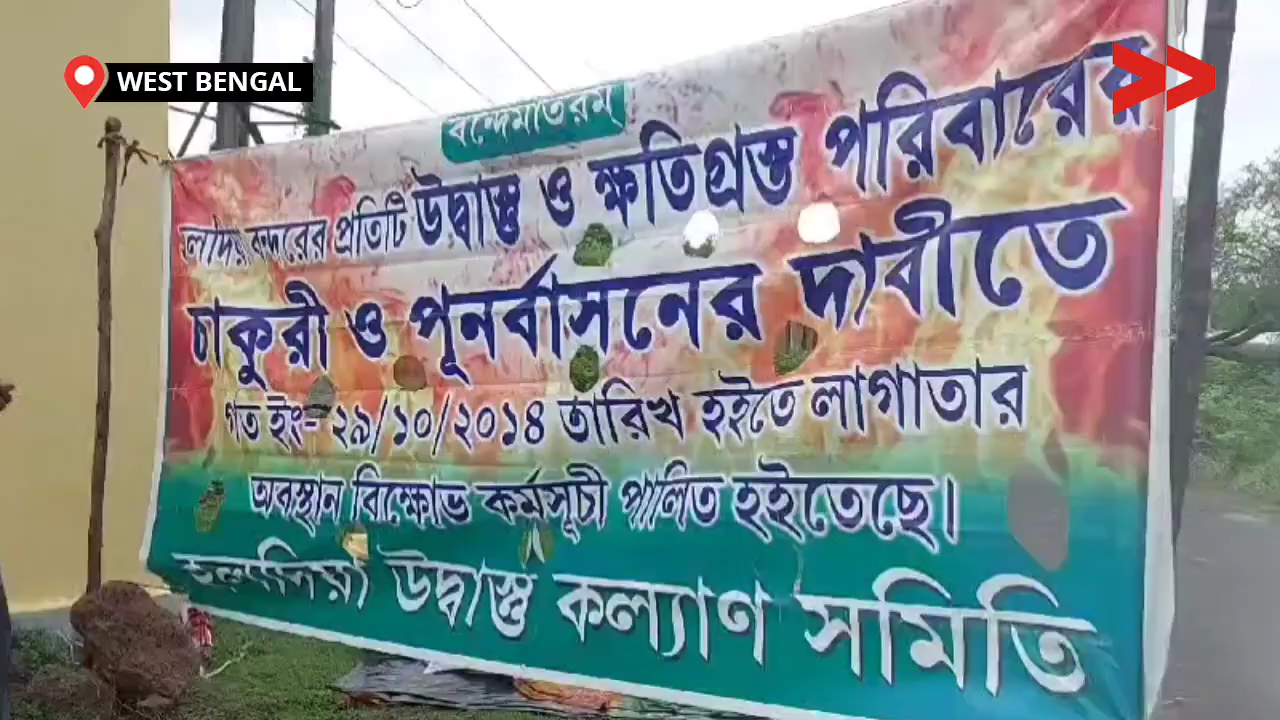 WEST BENGAL
বন্দেমাতরম্
হলদিয়া বন্দরের প্রতিটি উদ্বাস্তু ও ক্ষতিগ্রস্ত পরিবারের
চাকুরী ও পূনর্বাসনের দাবীতে
গত ইং- ২৯/১০/২০১৪ তারিখ হইতে লাগাতার
অবস্থান বিক্ষোভ কর্মসূচী পালিত হইতেছে।
উদ্বাস্তু কল্যাণ সমিতি